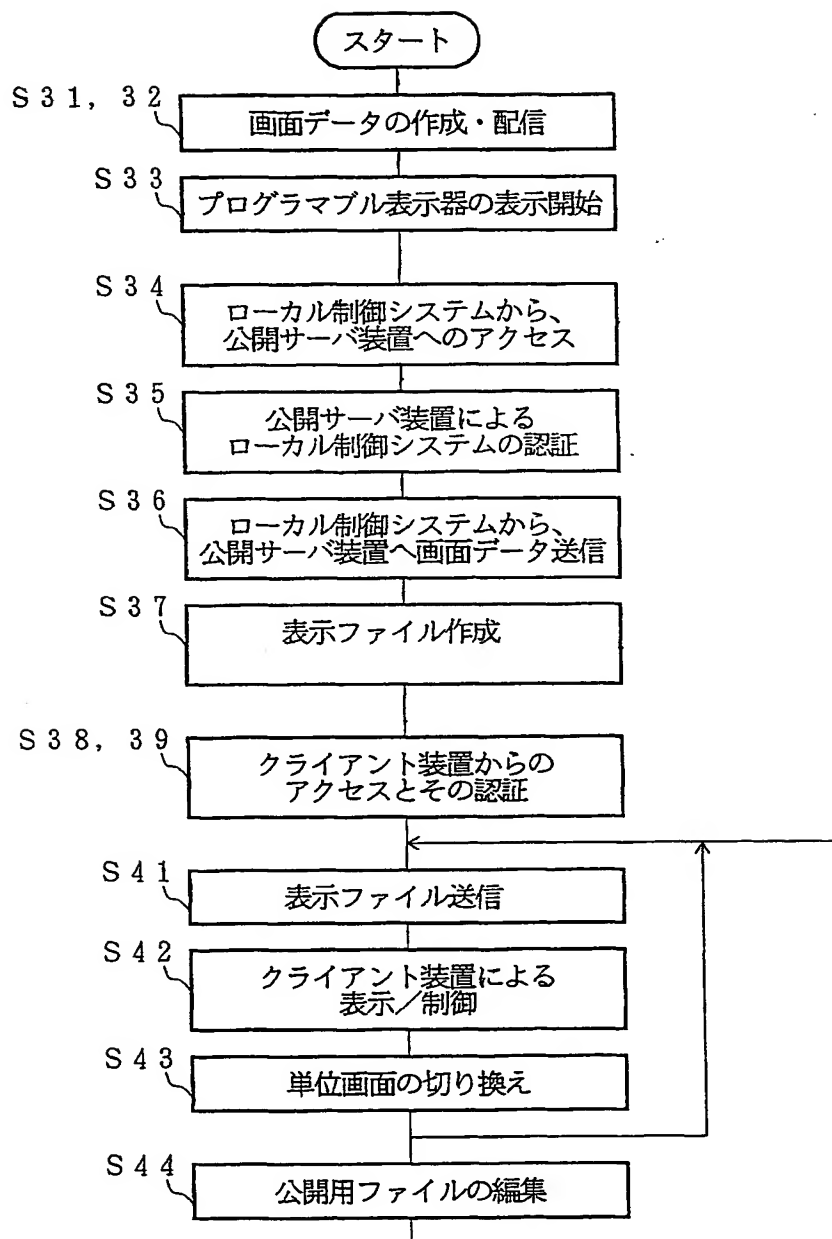 スタート
S31, 32
画面データの作成・配信
S33
プログラマブル表示器の表示開始
S34
ローカル制御システムから、
公開サーバ装置へのアクセス
S35
公開サーバ装置による
ローカル制御システムの認証
S36
ローカル制御システムから、
公開サーバ装置へ画面データ送信
S37
表示ファイル作成
S38, 39
クライアント装置からの
アクセスとその認証
S41
表示ファイル送信
S42
クライアント装置による
表示／制御
S43
単位画面の切り換え
S44
公開用ファイルの編集